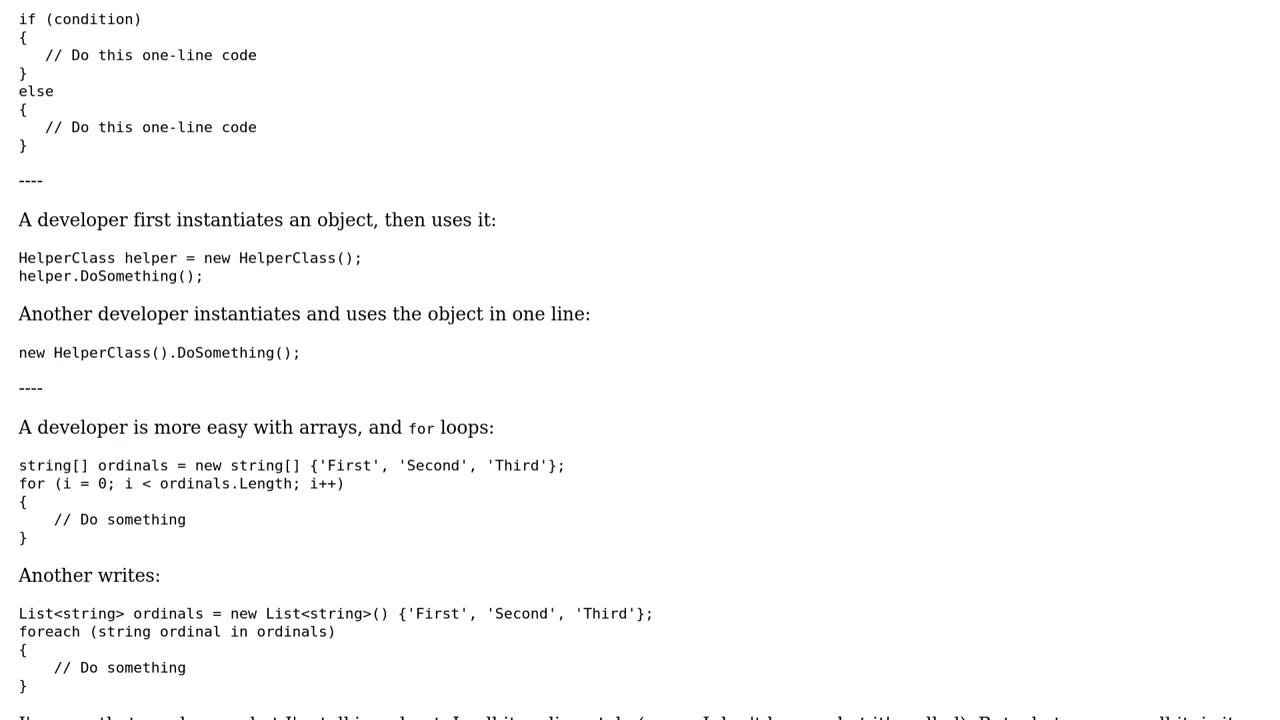 if (condition)
{
   // Do this one-line code
}
else
{
   // Do this one-line code
}
----
A developer first instantiates an object, then uses it:
HelperClass helper = new HelperClass();
helper.DoSomething();
Another developer instantiates and uses the object in one line:
new HelperClass().DoSomething();
----
A developer is more easy with arrays, and for loops:
string[] ordinals = new string[] {'First', 'Second', 'Third'};
for (i = 0; i < ordinals.Length; i++)
{
    // Do something
}
Another writes:
List<string> ordinals = new List<string>() {'First', 'Second', 'Third'};
foreach (string ordinal in ordinals)
{
    // Do something
}